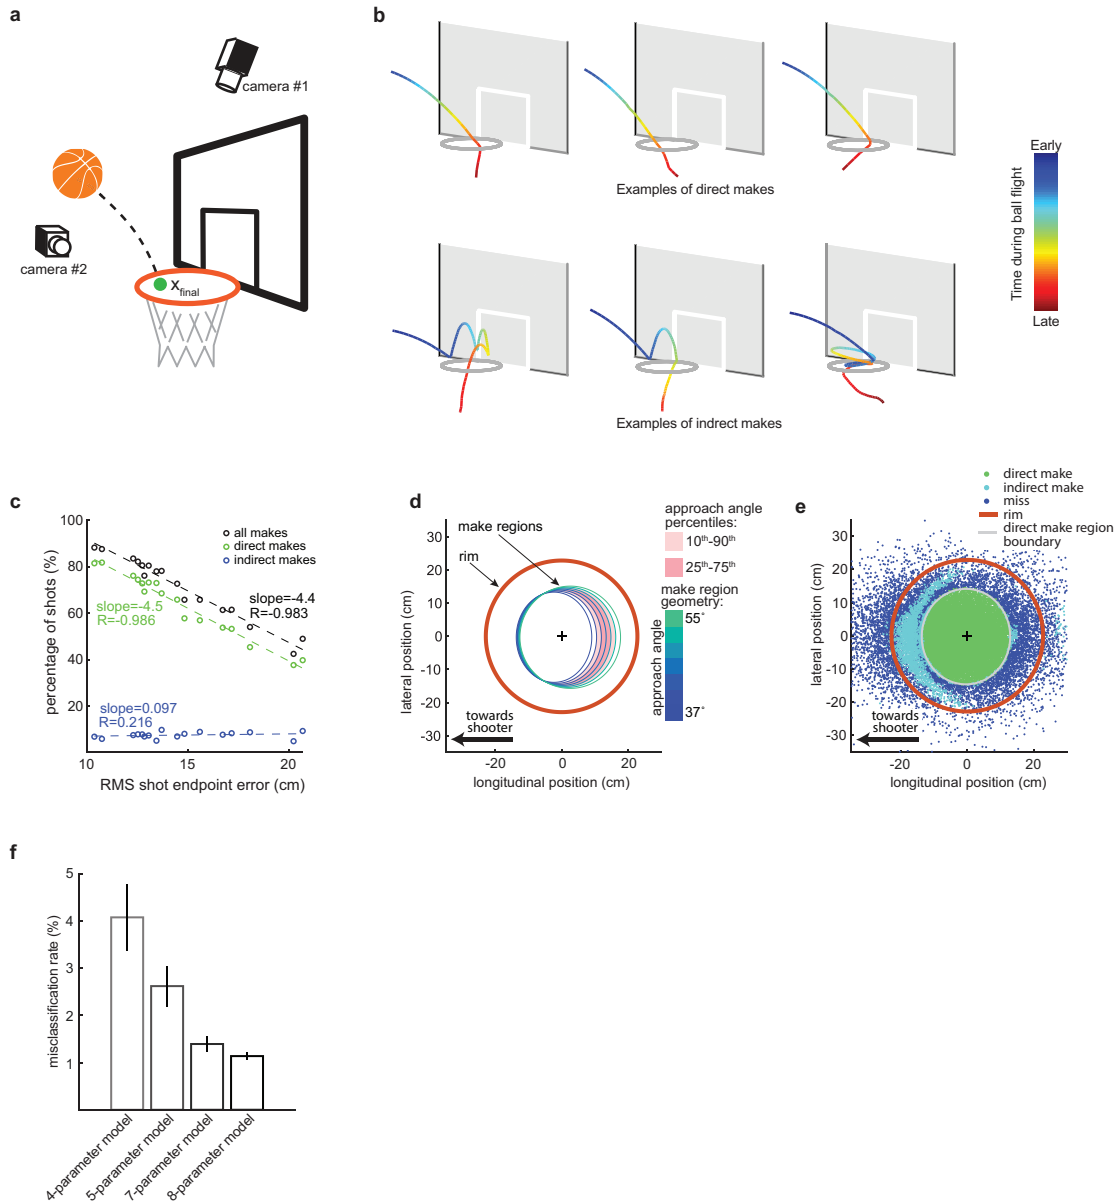 a
camera #1
camera #2
x final
b
Examples of direct makes
Examples of indirect makes
Early
Time during ball flight
Late
c
percentage of shots (%)
100
80
60
40
20
10
15
20
RMS shot endpoint error (cm)
all makes
direct makes
indirect makes
slope=-4.5
R=-0.986
slope=-4.4
R=-0.983
slope=0.097
R=0.216
d
make regions
rim
lateral position (cm)
30
20
10
0
-10
-20
-30
towards
shooter
-20
0
20
longitudinal position (cm)
approach angle
percentiles:
10th-90th
25th-75th
make region
geometry:
approach angle
55°
37°
e
direct make
indirect make
miss
rim
direct make region
boundary
lateral position (cm)
30
20
10
0
-10
-20
-30
towards
shooter
-20
0
20
longitudinal position (cm)
f
misclassification rate (%)
5
4
3
2
1
4-parameter model
5-parameter model
7-parameter model
8-parameter model